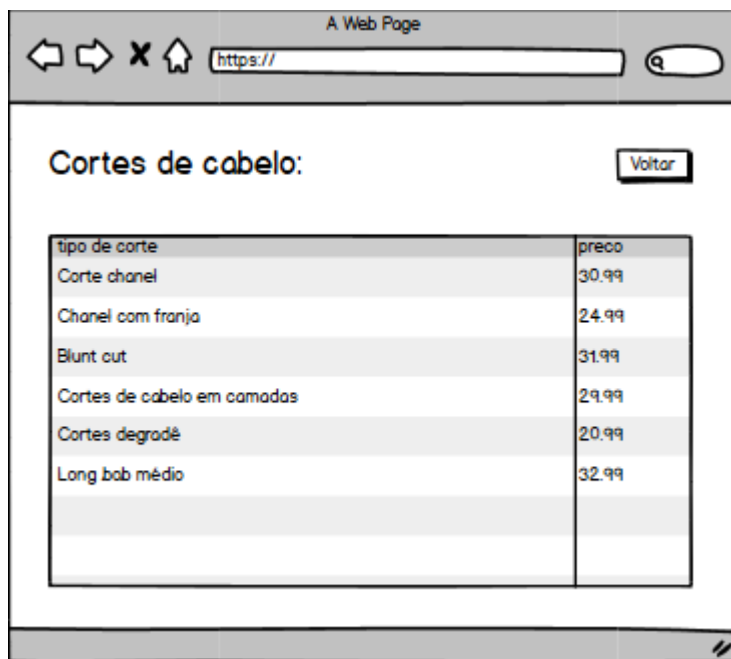 A Web Page
https://
Cortes de cabelo:
Voltar
tipo de corte preco
Corte chanel 30.99
Chanel com franja 24.99
Blunt cut 31.99
Cortes de cabelo em camadas 29.99
Cortes degradê 20.99
Long bab médio 32.99